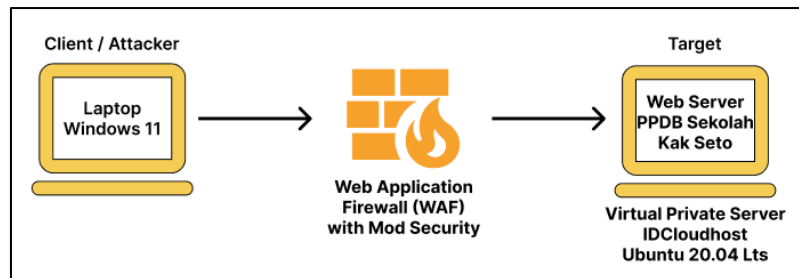 Client / Attacker
Laptop
Windows 11
Web Application
Firewall (WAF)
with Mod Security
Target
Web Server
PPDB Sekolah
Kak Seto
Virtual Private Server
IDCloudhost
Ubuntu 20.04 Lts